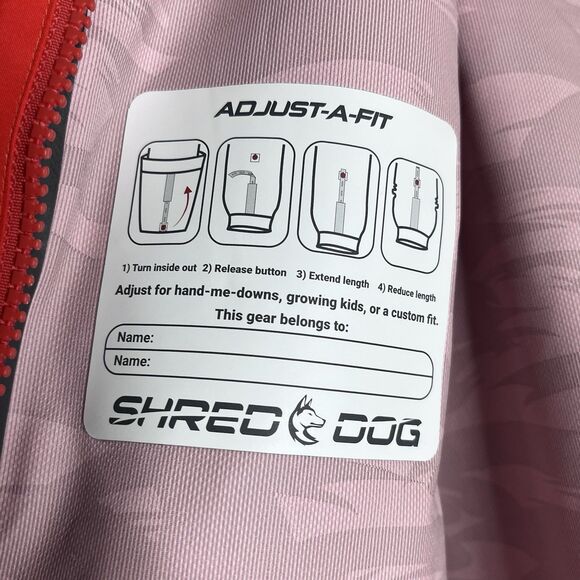 ADJUST-A-FIT
1) Turn inside out 2) Release button 3) Extend length 4) Reduce length
Adjust for hand-me-downs, growing kids, or a custom fit.
This gear belongs to:
Name:
Name:
SHRED DOG